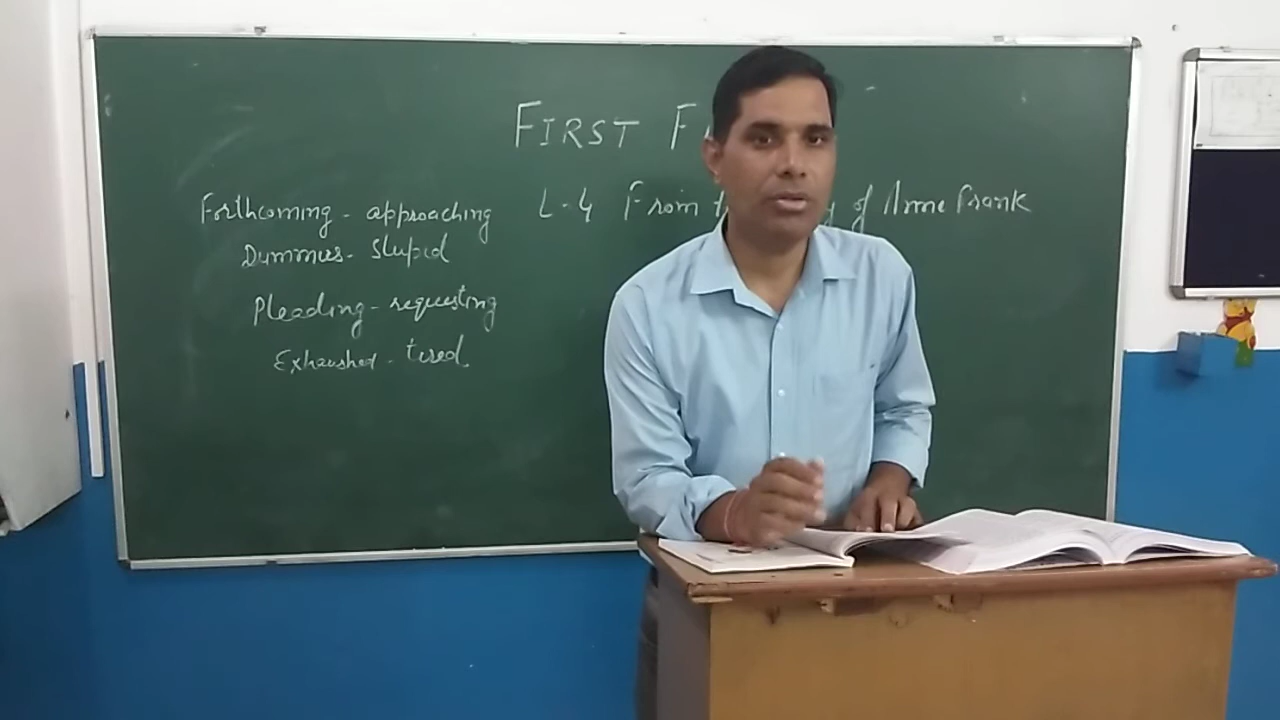 FIRST F
L-4 From t y of Anne Frank
Forthcoming - approaching
Dummies - Stupid
Pleading - requesting
Exhausted - tired.